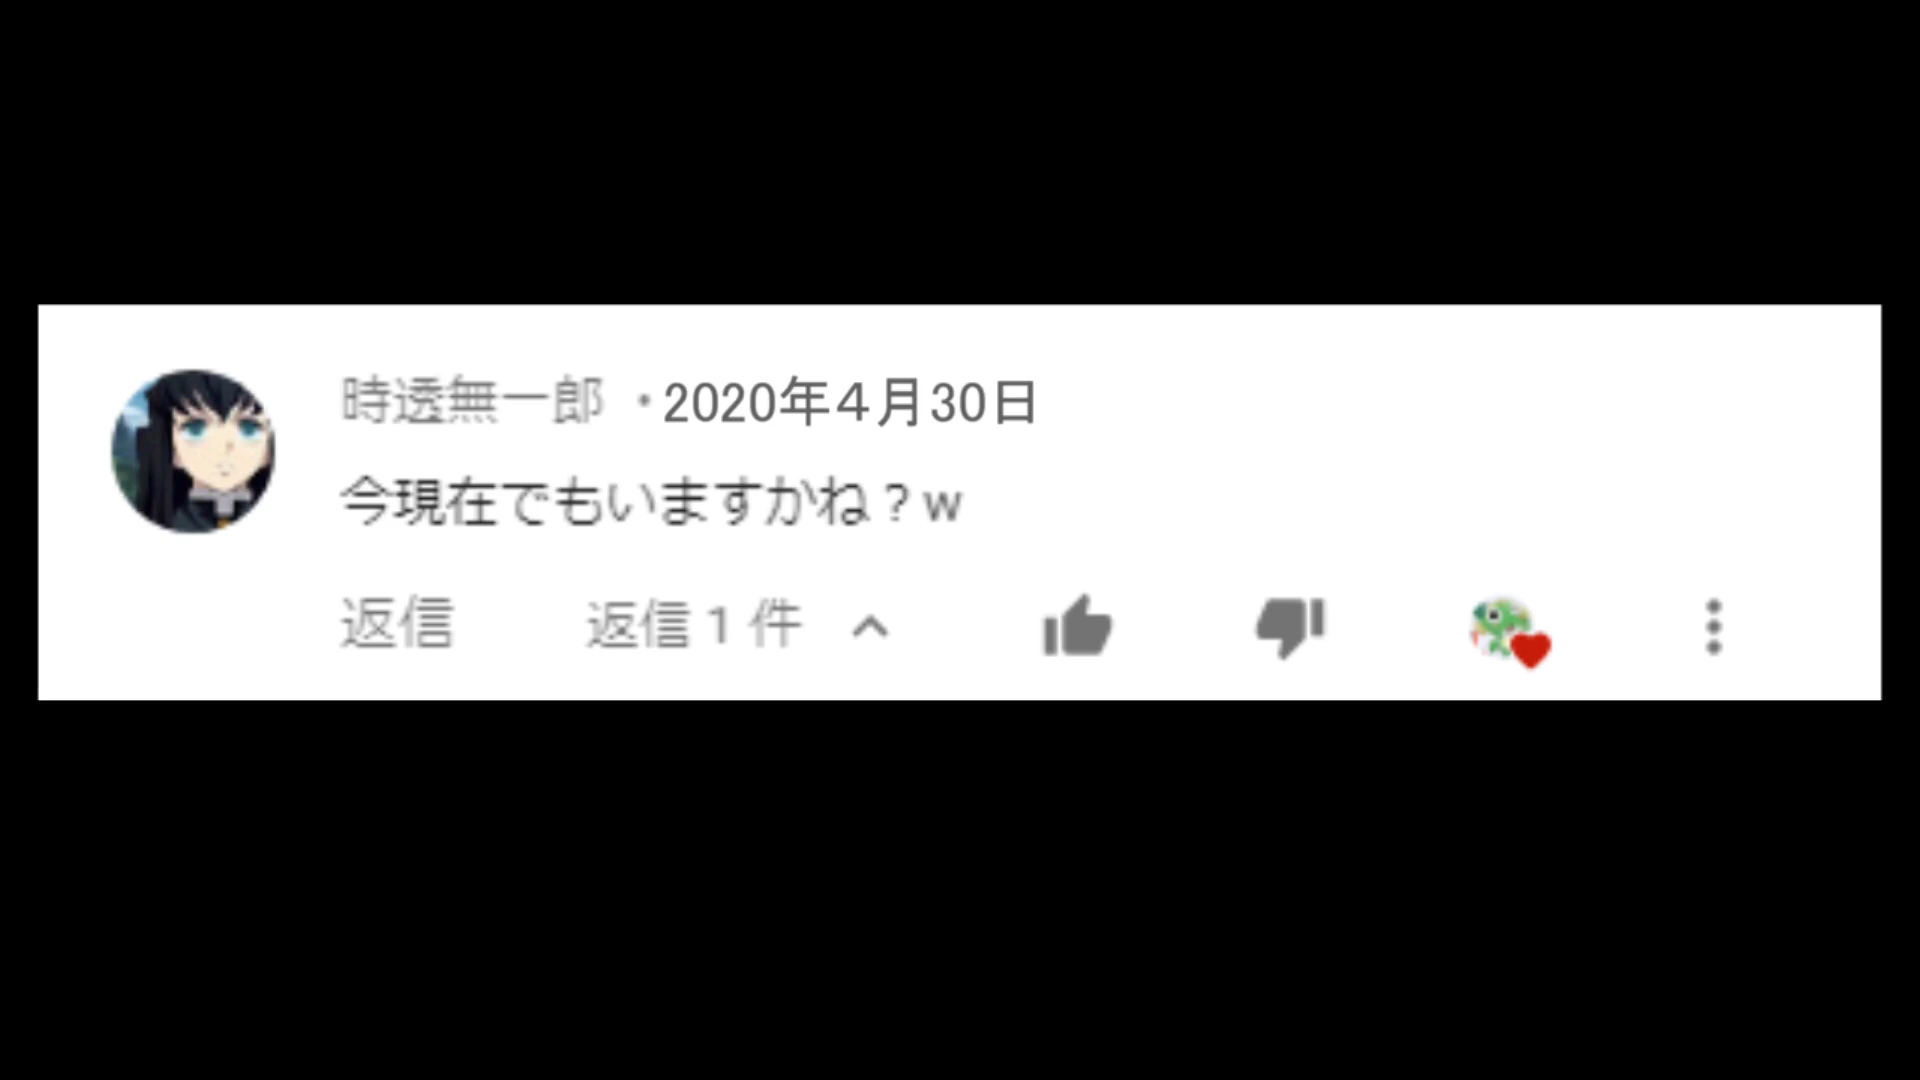 時透無一郎 ・2020年４月30日
今現在でもいますかね？w
返信 返信 1 件